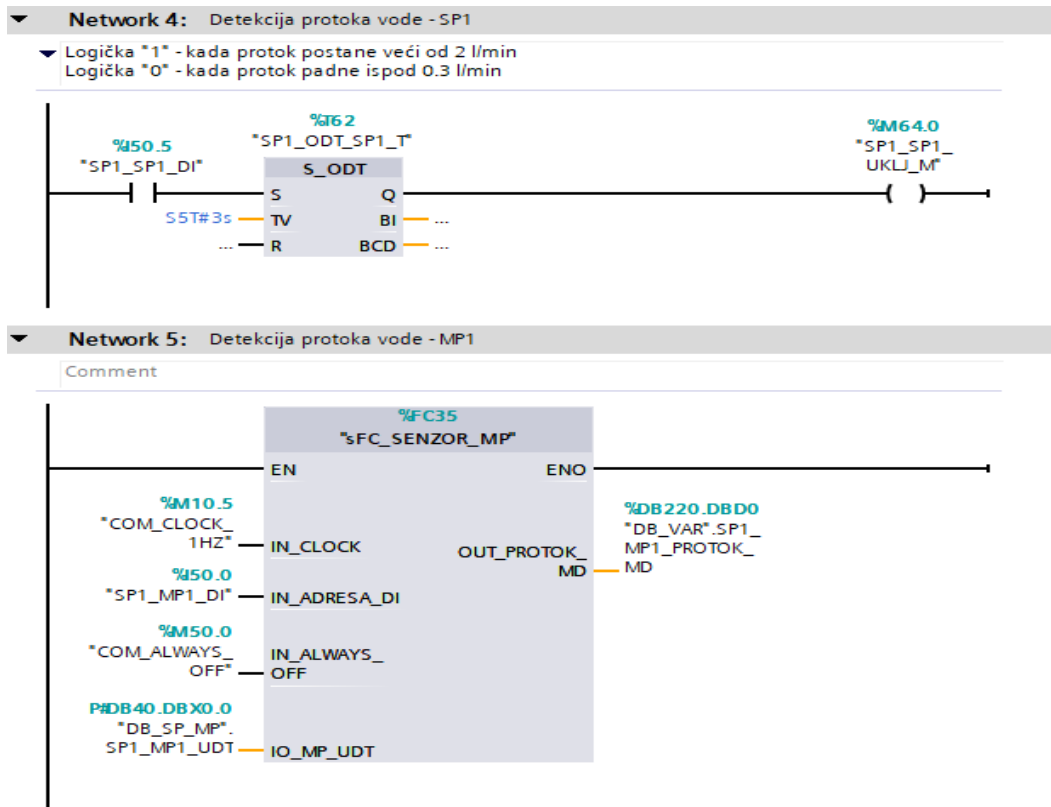 Network 4: Detekcija protoka vode - SP1
Logička "1" - kada protok postane veći od 2 l/min
Logička "0" - kada protok padne ispod 0.3 l/min
%T62
"SP1_ODT_SP1_T"
%I50.5
"SP1_SP1_DI"
S_ODT
S
Q
S5T#3s
TV
BI
...
...
R
BCD
...
%M64.0
"SP1_SP1_
UKLJ_M"
Network 5: Detekcija protoka vode - MP1
Comment
%FC35
"sFC_SENZOR_MP"
EN
ENO
%M10.5
"COM_CLOCK_
1HZ"
IN_CLOCK
%I50.0
"SP1_MP1_DI"
IN_ADRESA_DI
%M50.0
"COM_ALWAYS_
OFF"
IN_ALWAYS_
OFF
P#DB40.DBX0.0
"DB_SP_MP".
SP1_MP1_UDT
IO_MP_UDT
OUT_PROTOK_
MD
%DB220.DBD0
"DB_VAR".SP1_
MP1_PROTOK_
MD